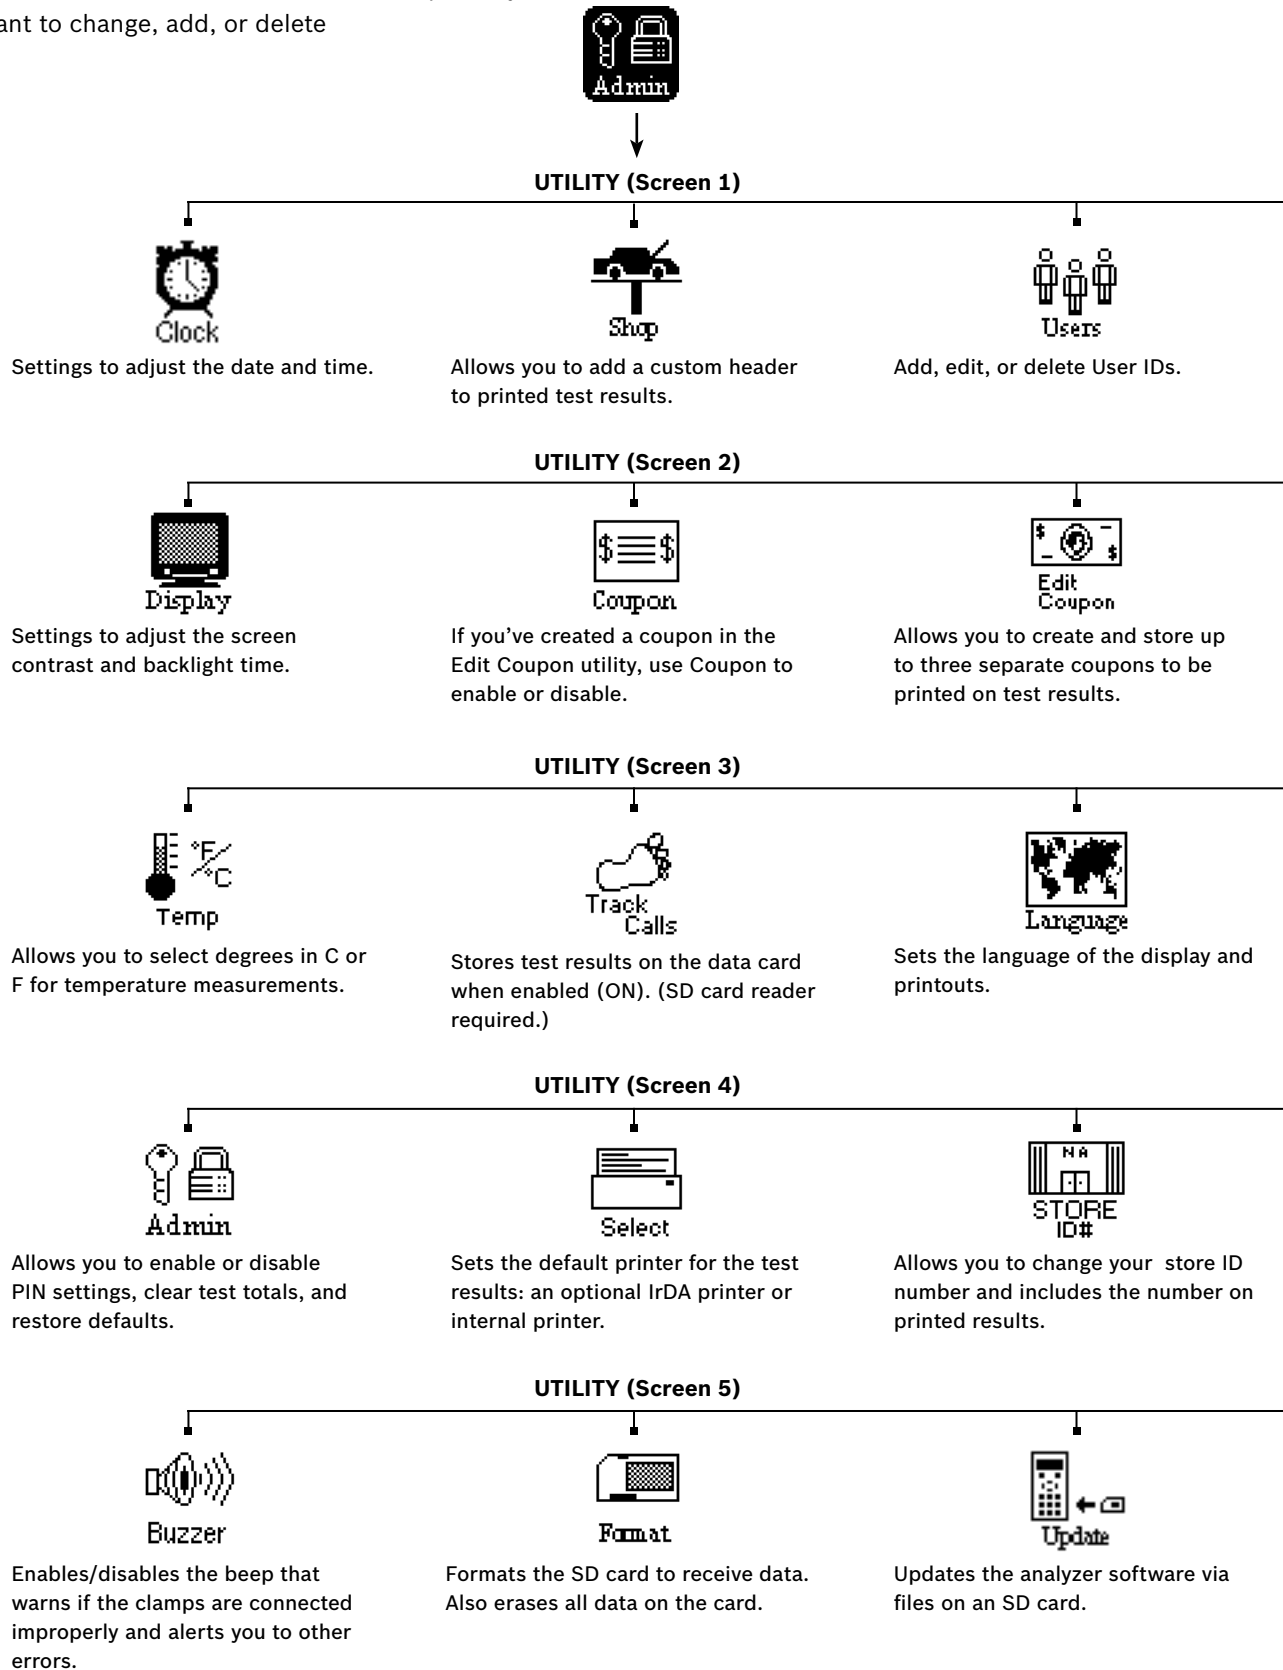 ant to change, add, or delete
Admin
UTILITY (Screen 1)
Clock
Settings to adjust the date and time.
Shop
Allows you to add a custom header
to printed test results.
Users
Add, edit, or delete User IDs.
UTILITY (Screen 2)
Display
Settings to adjust the screen
contrast and backlight time.
$ $
Coupon
If you've created a coupon in the
Edit Coupon utility, use Coupon to
enable or disable.
$ $
Edit
Coupon
Allows you to create and store up
to three separate coupons to be
printed on test results.
UTILITY (Screen 3)
°F/°C
Temp
Allows you to select degrees in C or
F for temperature measurements.
Track
Calls
Stores test results on the data card
when enabled (ON). (SD card reader
required.)
Language
Sets the language of the display and
printouts.
UTILITY (Screen 4)
Admin
Allows you to enable or disable
PIN settings, clear test totals, and
restore defaults.
Select
Sets the default printer for the test
results: an optional IrDA printer or
internal printer.
NA
STORE
ID#
Allows you to change your  store ID
number and includes the number on
printed results.
UTILITY (Screen 5)
Buzzer
Enables/disables the beep that
warns if the clamps are connected
improperly and alerts you to other
errors.
Format
Formats the SD card to receive data.
Also erases all data on the card.
Update
Updates the analyzer software via
files on an SD card.